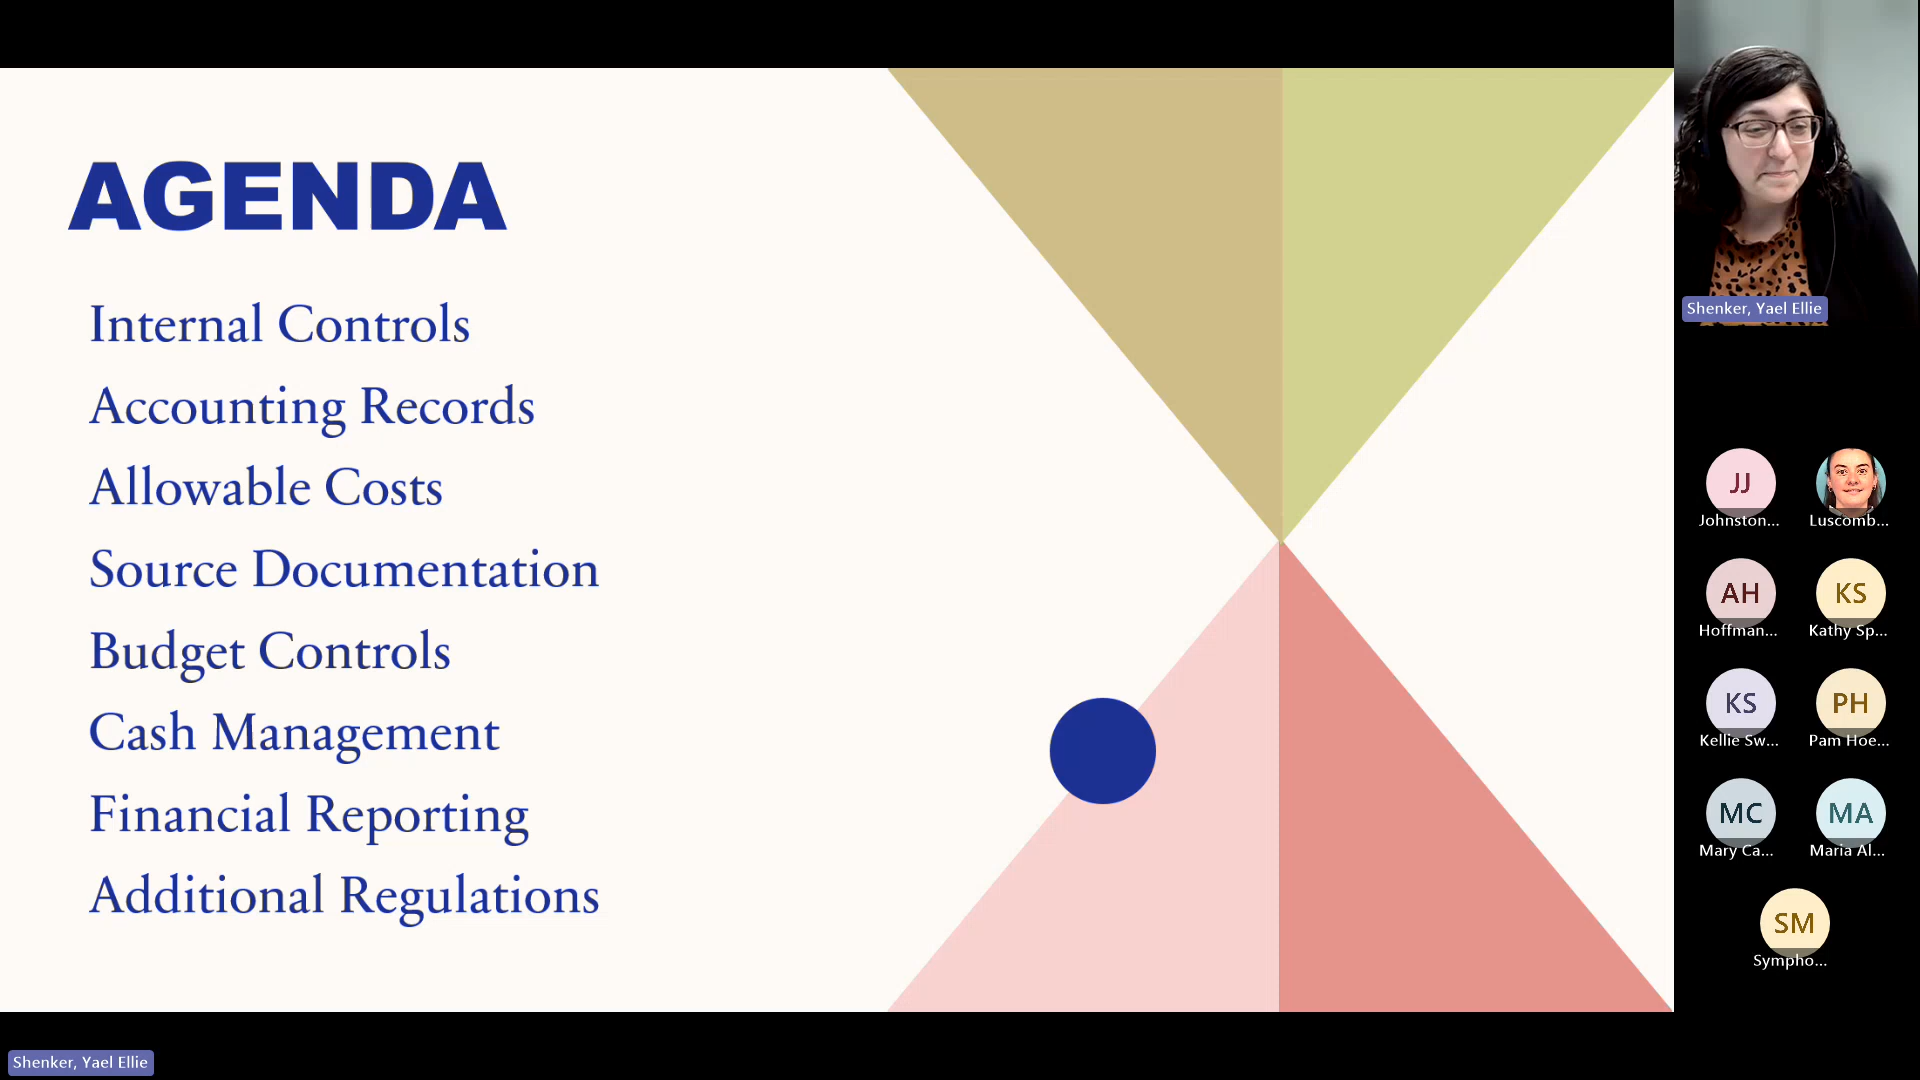 AGENDA
Internal Controls
Accounting Records
Allowable Costs
Source Documentation
Budget Controls
Cash Management
Financial Reporting
Additional Regulations
Shenker, Yael Ellie
JJ
Johnston...
Luscomb...
AH
Hoffman...
KS
Kathy Sp...
KS
Kellie Sw...
PH
Pam Hoe...
MC
Mary Ca...
MA
Maria Al...
SM
Sympho...
Shenker, Yael Ellie